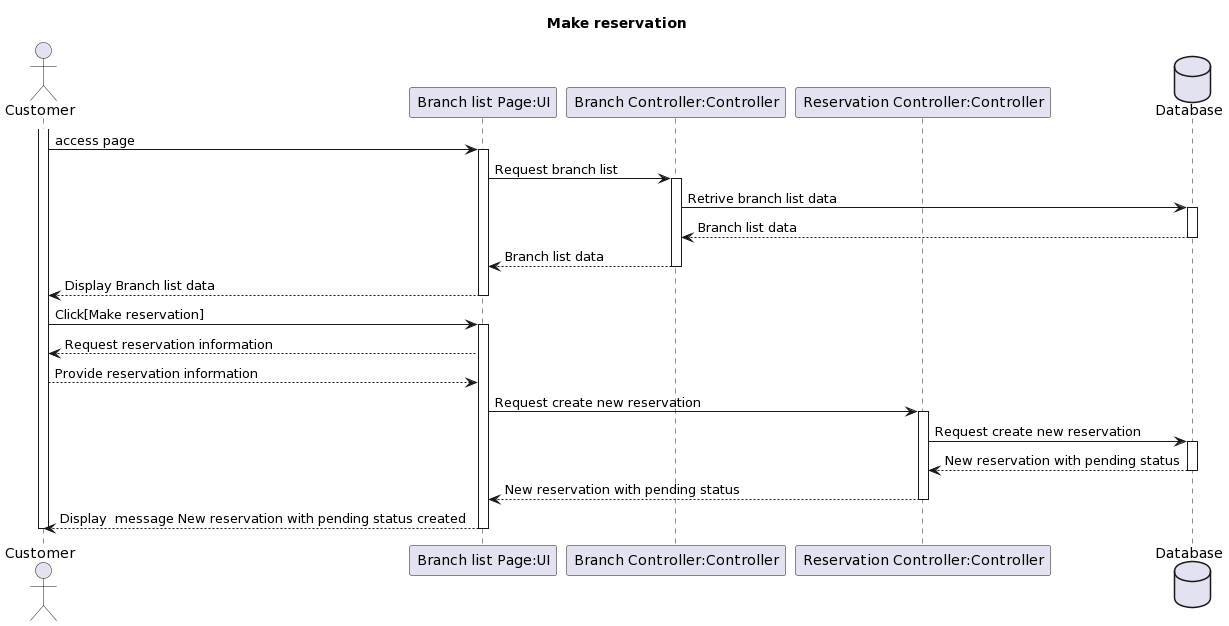 Make reservation
Customer
Branch list Page:UI
Branch Controller:Controller
Reservation Controller:Controller
Database
access page
Request branch list
Retrive branch list data
Branch list data
Branch list data
Display Branch list data
Click[Make reservation]
Request reservation information
Provide reservation information
Request create new reservation
Request create new reservation
New reservation with pending status
New reservation with pending status
Display  message New reservation with pending status created
Customer
Branch list Page:UI
Branch Controller:Controller
Reservation Controller:Controller
Database